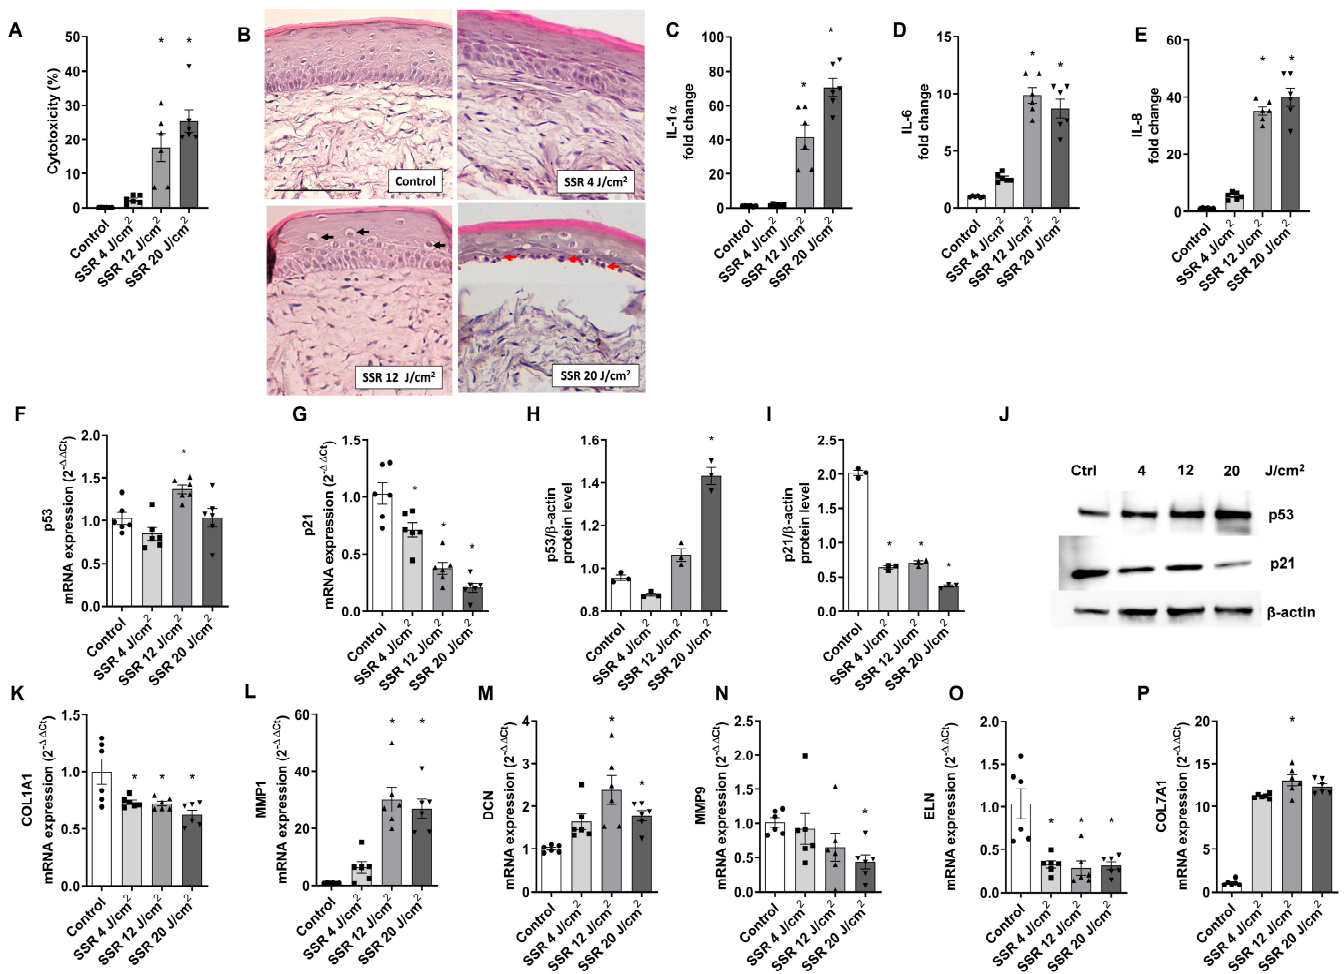 A
Cytotoxicity (%)
50
40
30
20
10
0
*
*
Control
SSR 4 J/cm²
SSR 12 J/cm²
SSR 20 J/cm²
B
Control
SSR 4 J/cm²
SSR 12 J/cm²
SSR 20 J/cm²
C
IL-1α
fold change
100
80
60
40
20
0
*
*
Control
SSR 4 J/cm²
SSR 12 J/cm²
SSR 20 J/cm²
D
IL-6
fold change
15
10
5
0
*
*
Control
SSR 4 J/cm²
SSR 12 J/cm²
SSR 20 J/cm²
E
IL-8
fold change
60
40
20
0
*
*
Control
SSR 4 J/cm²
SSR 12 J/cm²
SSR 20 J/cm²
F
p53
mRNA expression (2^-ΔΔCt)
2.0
1.5
1.0
0.5
0.0
*
Control
SSR 4 J/cm²
SSR 12 J/cm²
SSR 20 J/cm²
G
p21
mRNA expression (2^-ΔΔCt)
1.5
1.0
0.5
0.0
*
*
*
Control
SSR 4 J/cm²
SSR 12 J/cm²
SSR 20 J/cm²
H
p53/β-actin
protein level
1.6
1.4
1.2
1.0
0.8
*
Control
SSR 4 J/cm²
SSR 12 J/cm²
SSR 20 J/cm²
I
p21/β-actin
protein level
2.5
2.0
1.5
1.0
0.5
0.0
*
*
*
Control
SSR 4 J/cm²
SSR 12 J/cm²
SSR 20 J/cm²
J
Ctrl 4 12 20 J/cm²
p53
p21
β-actin
K
COL1A1
mRNA expression (2^-ΔΔCt)
1.5
1.0
0.5
0.0
*
*
*
Control
SSR 4 J/cm²
SSR 12 J/cm²
SSR 20 J/cm²
L
MMP1
mRNA expression (2^-ΔΔCt)
60
40
20
0
*
*
Control
SSR 4 J/cm²
SSR 12 J/cm²
SSR 20 J/cm²
M
DCN
mRNA expression (2^-ΔΔCt)
4
3
2
1
0
*
*
Control
SSR 4 J/cm²
SSR 12 J/cm²
SSR 20 J/cm²
N
MMP9
mRNA expression (2^-ΔΔCt)
2.5
2.0
1.5
1.0
0.5
0.0
*
Control
SSR 4 J/cm²
SSR 12 J/cm²
SSR 20 J/cm²
O
ELN
mRNA expression (2^-ΔΔCt)
2.0
1.5
1.0
0.5
0.0
*
*
*
Control
SSR 4 J/cm²
SSR 12 J/cm²
SSR 20 J/cm²
P
COL7A1
mRNA expression (2^-ΔΔCt)
20
15
10
5
0
*
Control
SSR 4 J/cm²
SSR 12 J/cm²
SSR 20 J/cm²